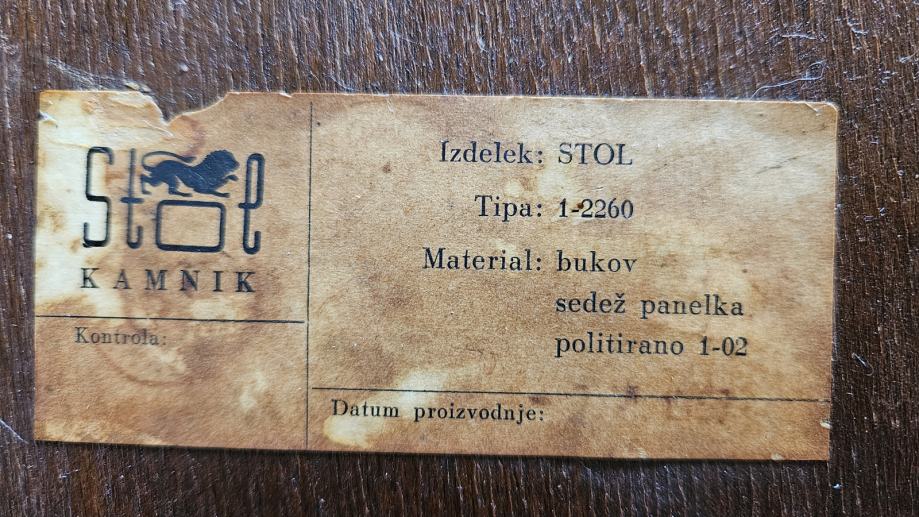 stol
KAMNIK
Kontrola:
Izdelek: STOL
Tipa: 1-2260
Material: bukov
sedež panelka
politirano 1-02
Datum proizvodnje: